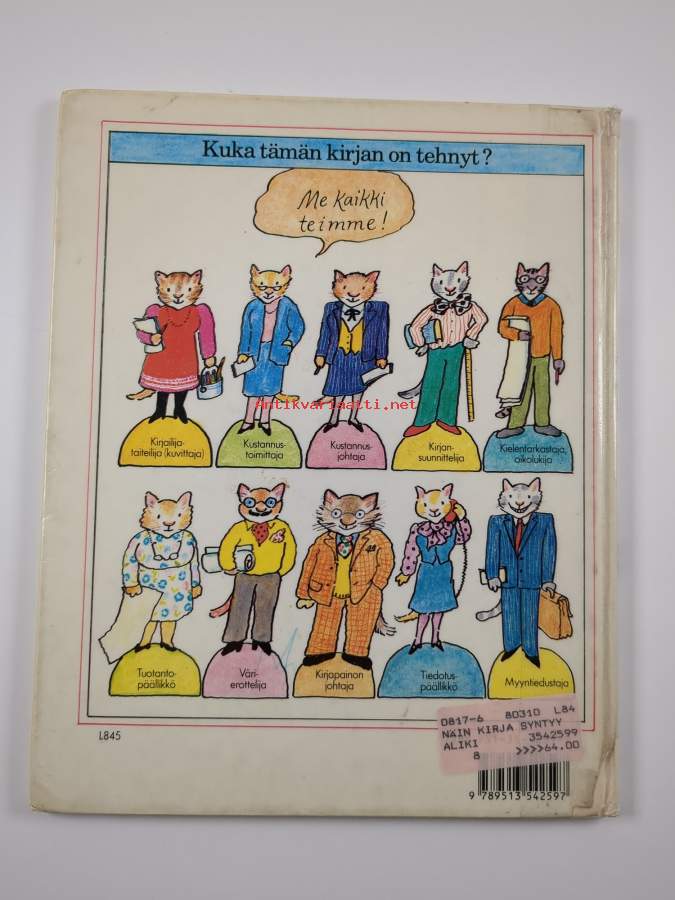 Kuka tämän kirjan on tehnyt?
Me kaikki
teimme!
Antikvariaatti.net
Kirjailija-
taiteilija (kuvittaja)
Kustannus-
toimittaja
Kustannus-
johtaja
Kirjan-
suunnittelija
Kielentarkastaja,
oikolukija
Tuotanto-
päällikkö
Väri-
erottelija
Kirjapainon
johtaja
Tiedotus-
päällikkö
Myyntiedustaja
L845
0817-6 80310 L84
NÄIN KIRJA SYNTYY
ALIKI 3542599
8 >>>>64.00
9 789513 542597